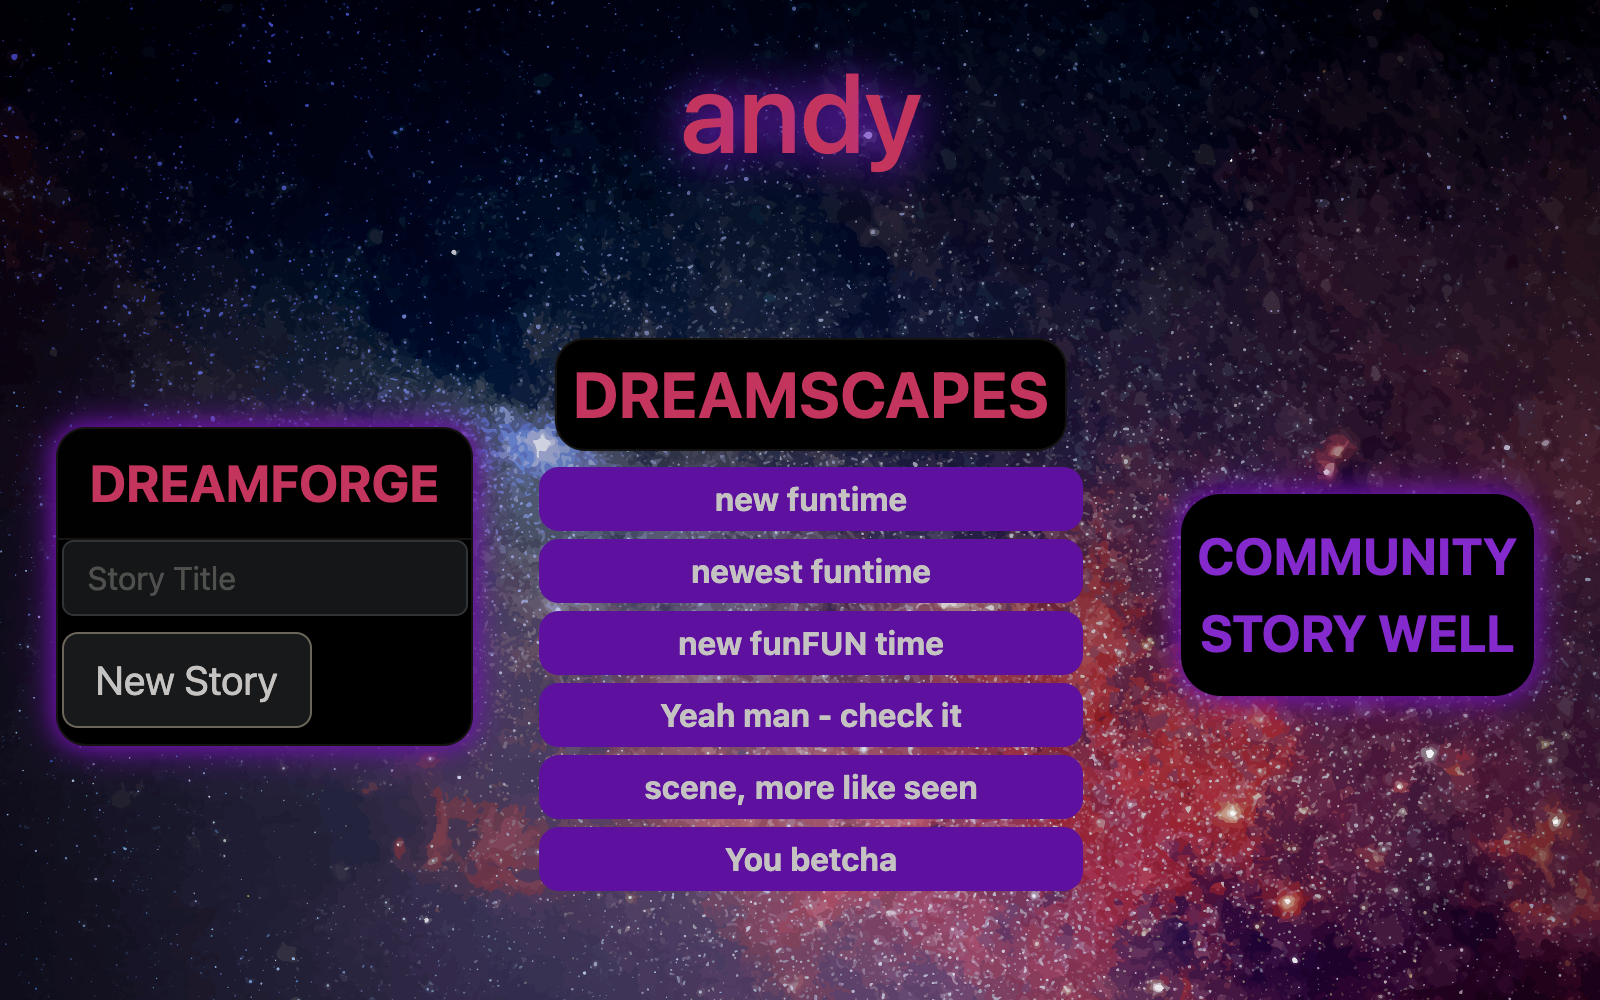 andy
DREAMFORGE
Story Title
New Story
DREAMSCAPES
new funtime
newest funtime
new funFUN time
Yeah man - check it
scene, more like seen
You betcha
COMMUNITY
STORY WELL